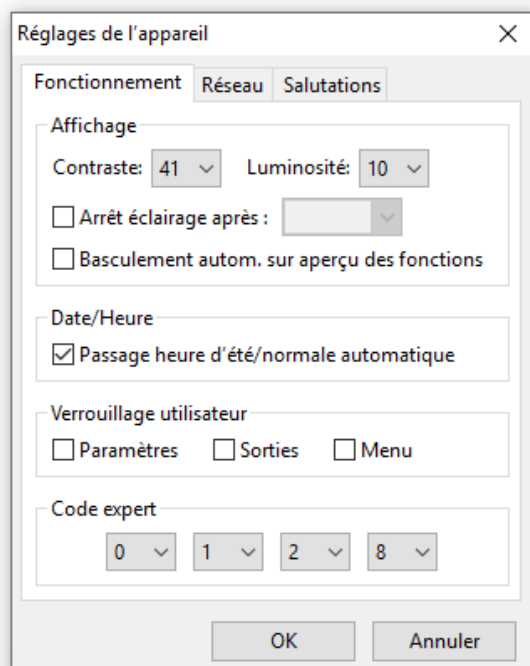 Réglages de l'appareil
Fonctionnement Réseau Salutations
Affichage
Contraste: 41 Luminosité: 10
Arrêt éclairage après :
Basculement autom. sur aperçu des fonctions
Date/Heure
Passage heure d'été/normale automatique
Verrouillage utilisateur
Paramètres Sorties Menu
Code expert
0 1 2 8
OK Annuler